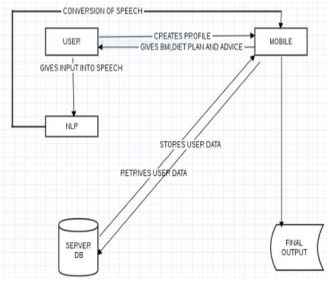 CONVERSION OF SPEECH
USER
CREATES PROFILE
GIVES BMI,DIET PLAN AND ADVICE
MOBILE
GIVES INPUT INTO SPEECH
NLP
STORES USER DATA
RETRIVES USER DATA
SERVER
DB
FINAL
OUTPUT